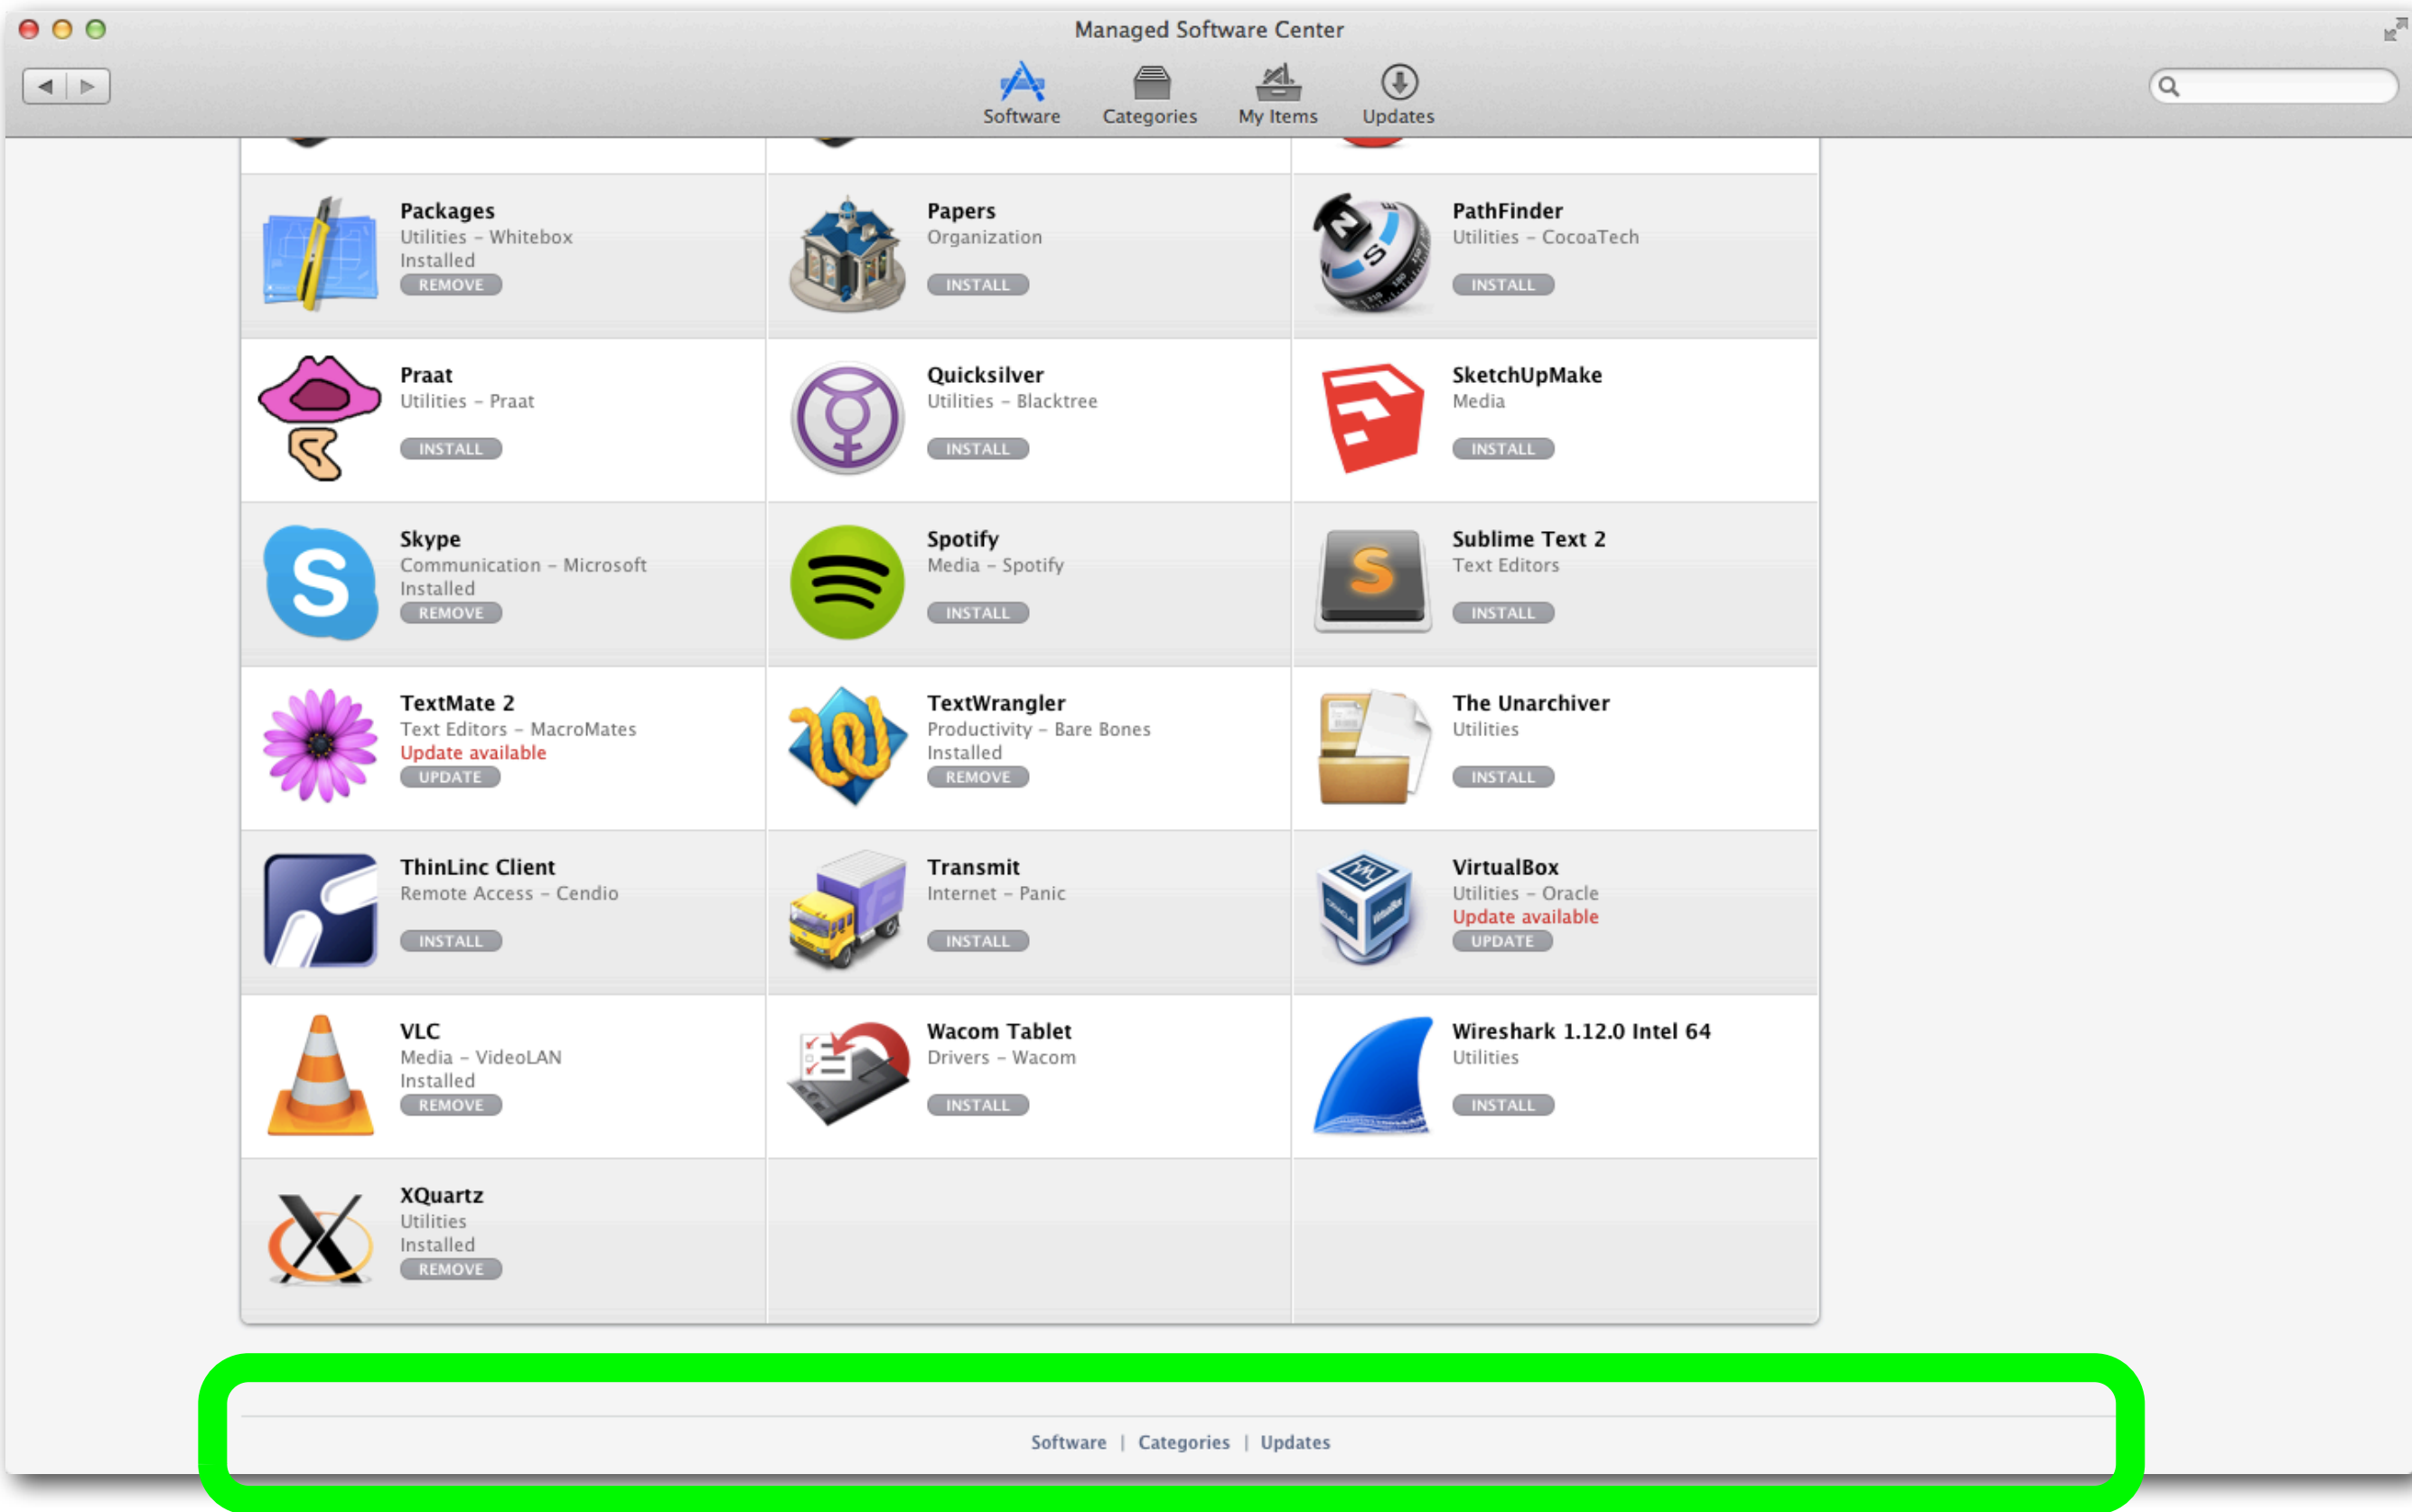 Managed Software Center
Software
Categories
My Items
Updates
Packages
Utilities – Whitebox
Installed
REMOVE
Papers
Organization
INSTALL
PathFinder
Utilities – CocoaTech
INSTALL
Praat
Utilities – Praat
INSTALL
Quicksilver
Utilities – Blacktree
INSTALL
SketchUpMake
Media
INSTALL
Skype
Communication – Microsoft
Installed
REMOVE
Spotify
Media – Spotify
INSTALL
Sublime Text 2
Text Editors
INSTALL
TextMate 2
Text Editors – MacroMates
Update available
UPDATE
TextWrangler
Productivity – Bare Bones
Installed
REMOVE
The Unarchiver
Utilities
INSTALL
ThinLinc Client
Remote Access – Cendio
INSTALL
Transmit
Internet – Panic
INSTALL
VirtualBox
Utilities – Oracle
Update available
UPDATE
VLC
Media – VideoLAN
Installed
REMOVE
Wacom Tablet
Drivers – Wacom
INSTALL
Wireshark 1.12.0 Intel 64
Utilities
INSTALL
XQuartz
Utilities
Installed
REMOVE
Software | Categories | Updates